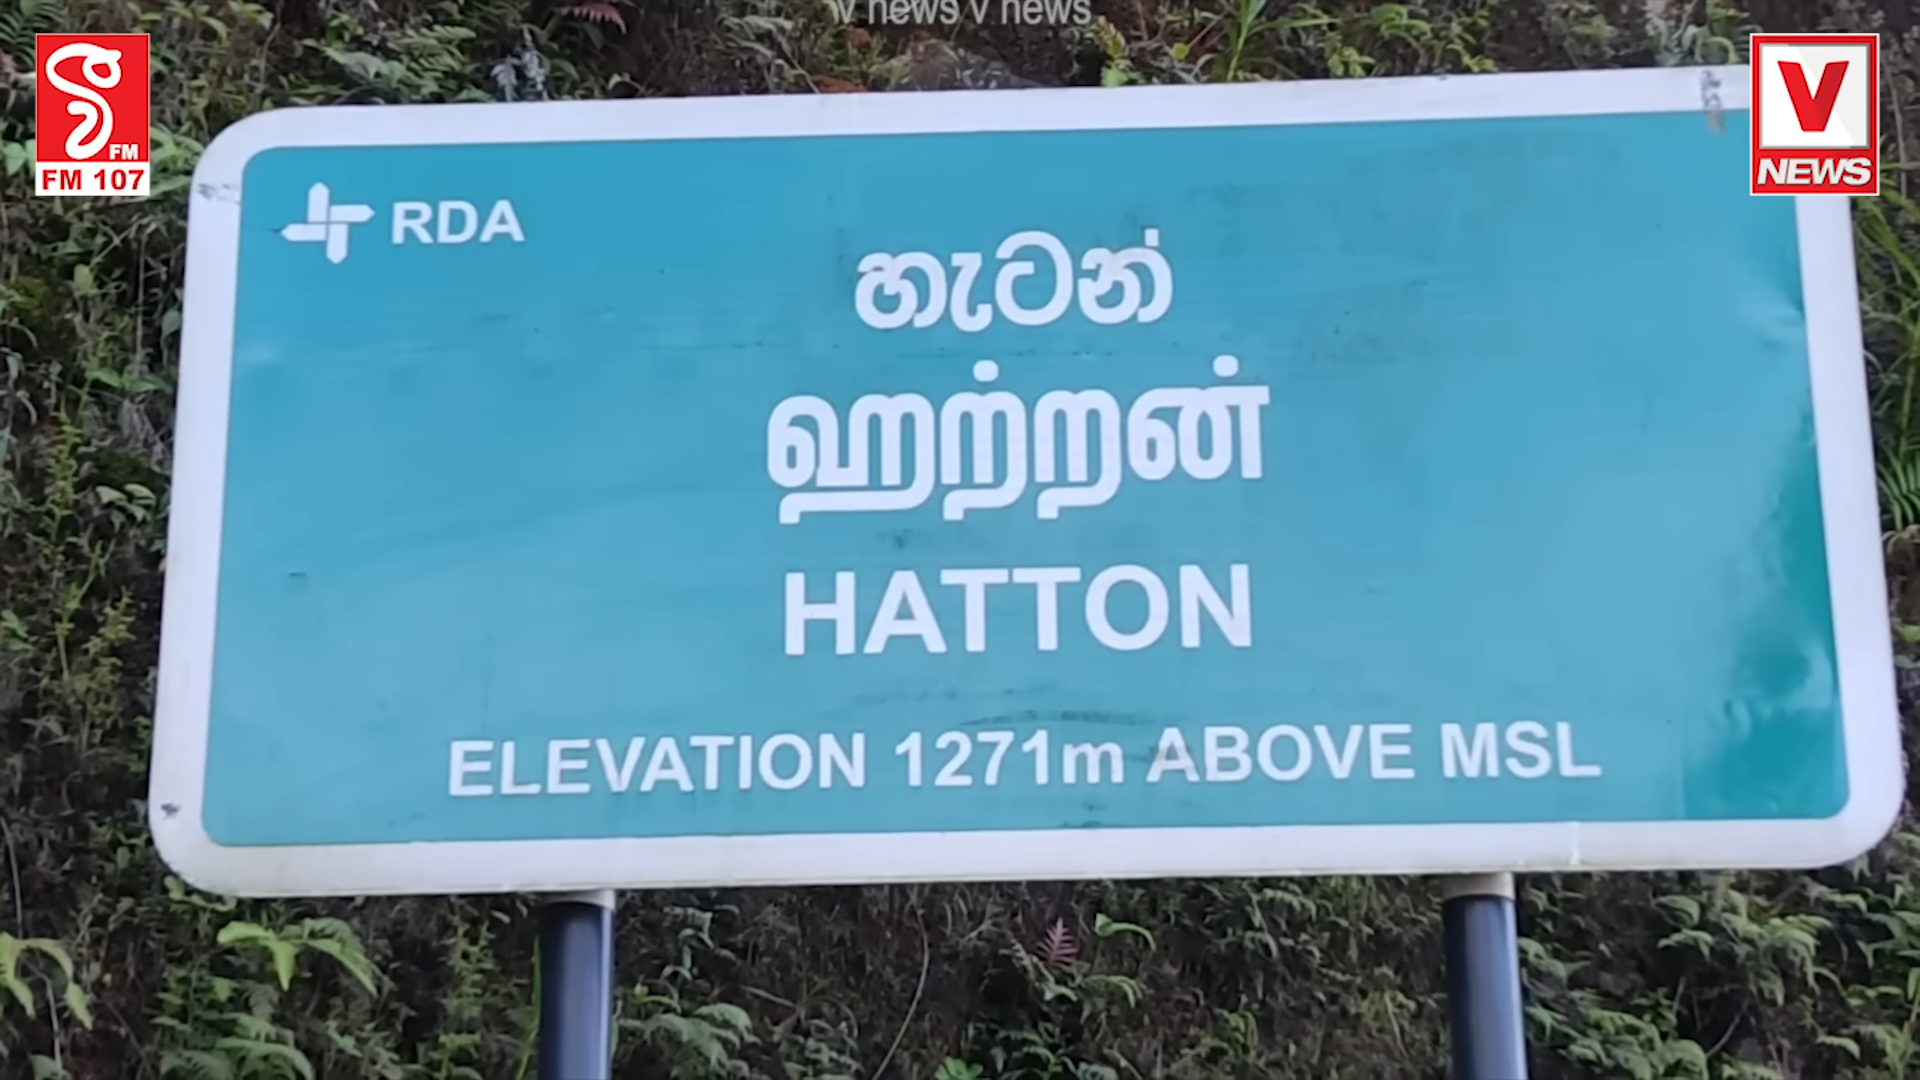 v news v news
FM
FM 107
V
NEWS
RDA
හැටන්
ஹற்றன்
HATTON
ELEVATION 1271m ABOVE MSL